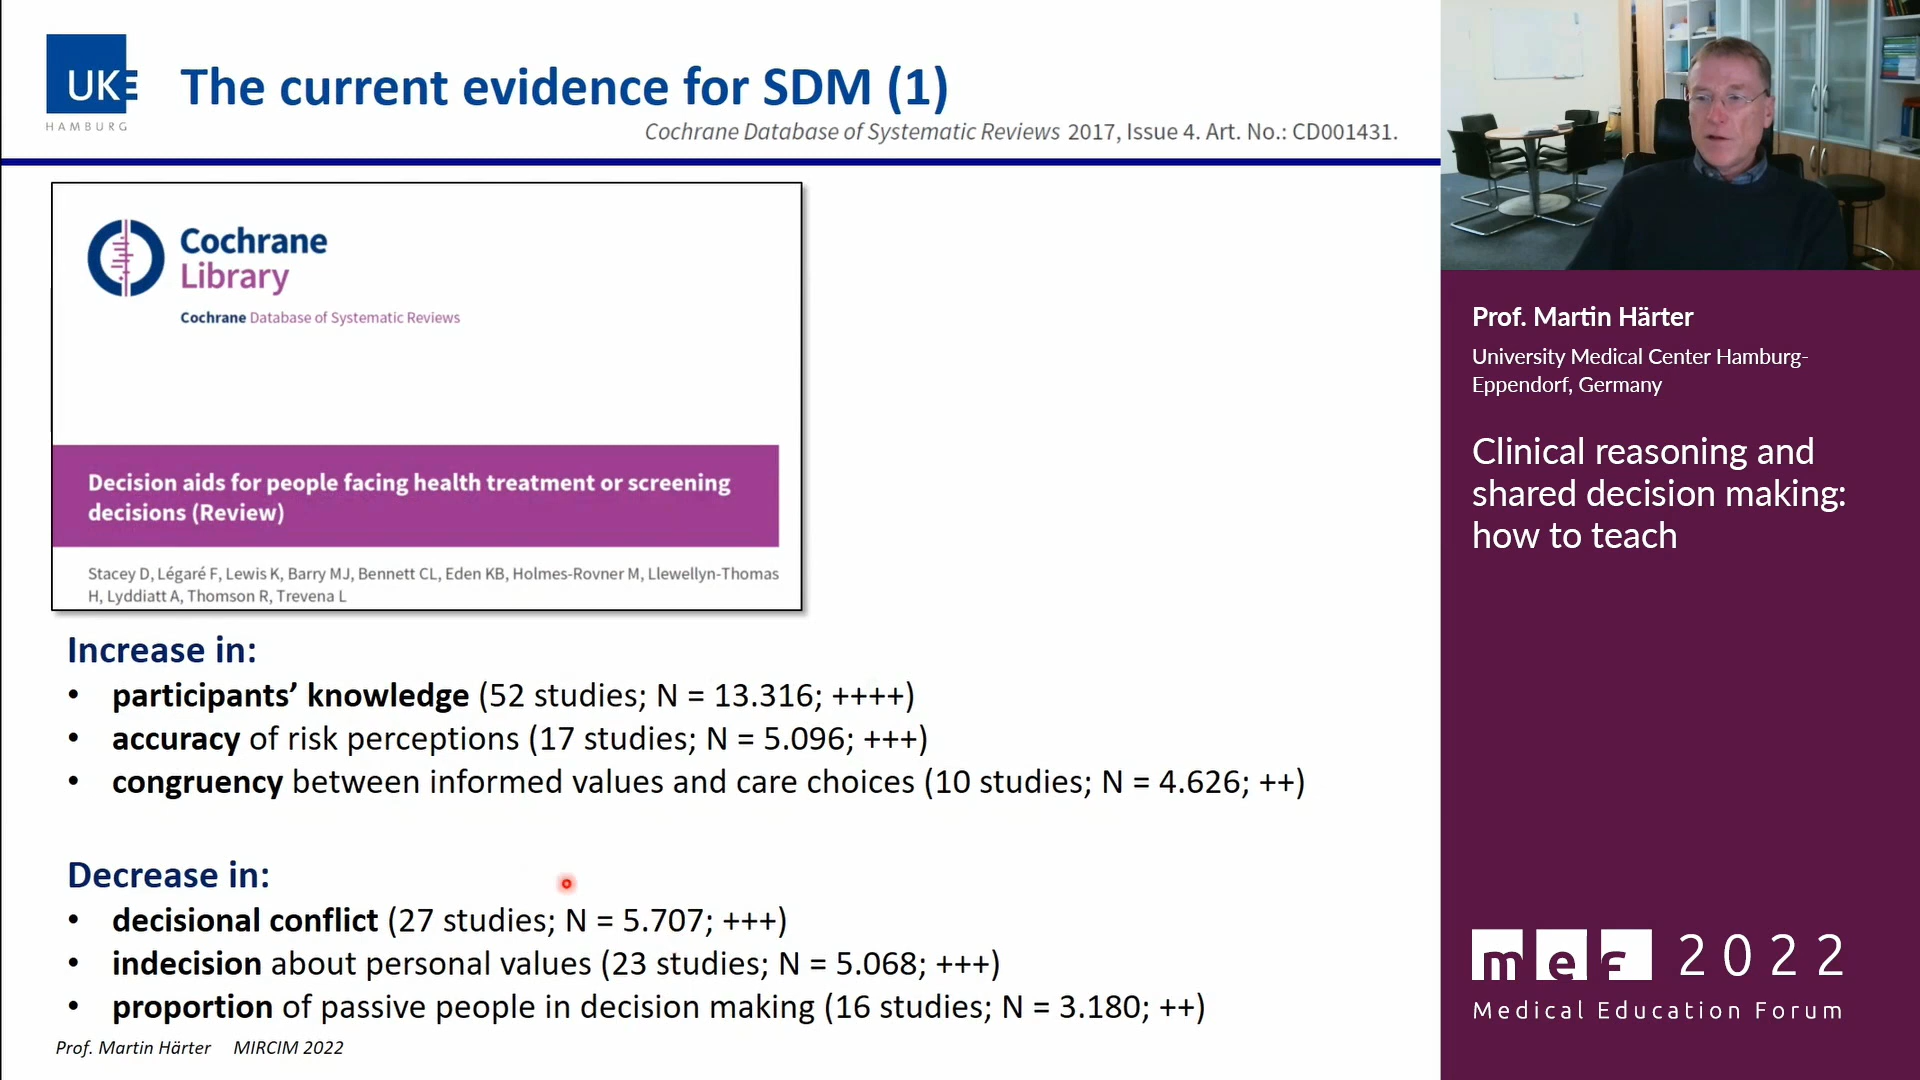 UKE
HAMBURG
The current evidence for SDM (1)
Cochrane Database of Systematic Reviews 2017, Issue 4. Art. No.: CD001431.
Cochrane
Library
Cochrane Database of Systematic Reviews
Decision aids for people facing health treatment or screening
decisions (Review)
Stacey D, Légaré F, Lewis K, Barry MJ, Bennett CL, Eden KB, Holmes-Rovner M, Llewellyn-Thomas
H, Lyddiatt A, Thomson R, Trevena L
Increase in:
• participants’ knowledge (52 studies; N = 13.316; ++++)
• accuracy of risk perceptions (17 studies; N = 5.096; +++)
• congruency between informed values and care choices (10 studies; N = 4.626; ++)
Decrease in:
• decisional conflict (27 studies; N = 5.707; +++)
• indecision about personal values (23 studies; N = 5.068; +++)
• proportion of passive people in decision making (16 studies; N = 3.180; ++)
Prof. Martin Härter MIRCIM 2022
Prof. Martin Härter
University Medical Center Hamburg-
Eppendorf, Germany
Clinical reasoning and
shared decision making:
how to teach
mef 2022
Medical Education Forum